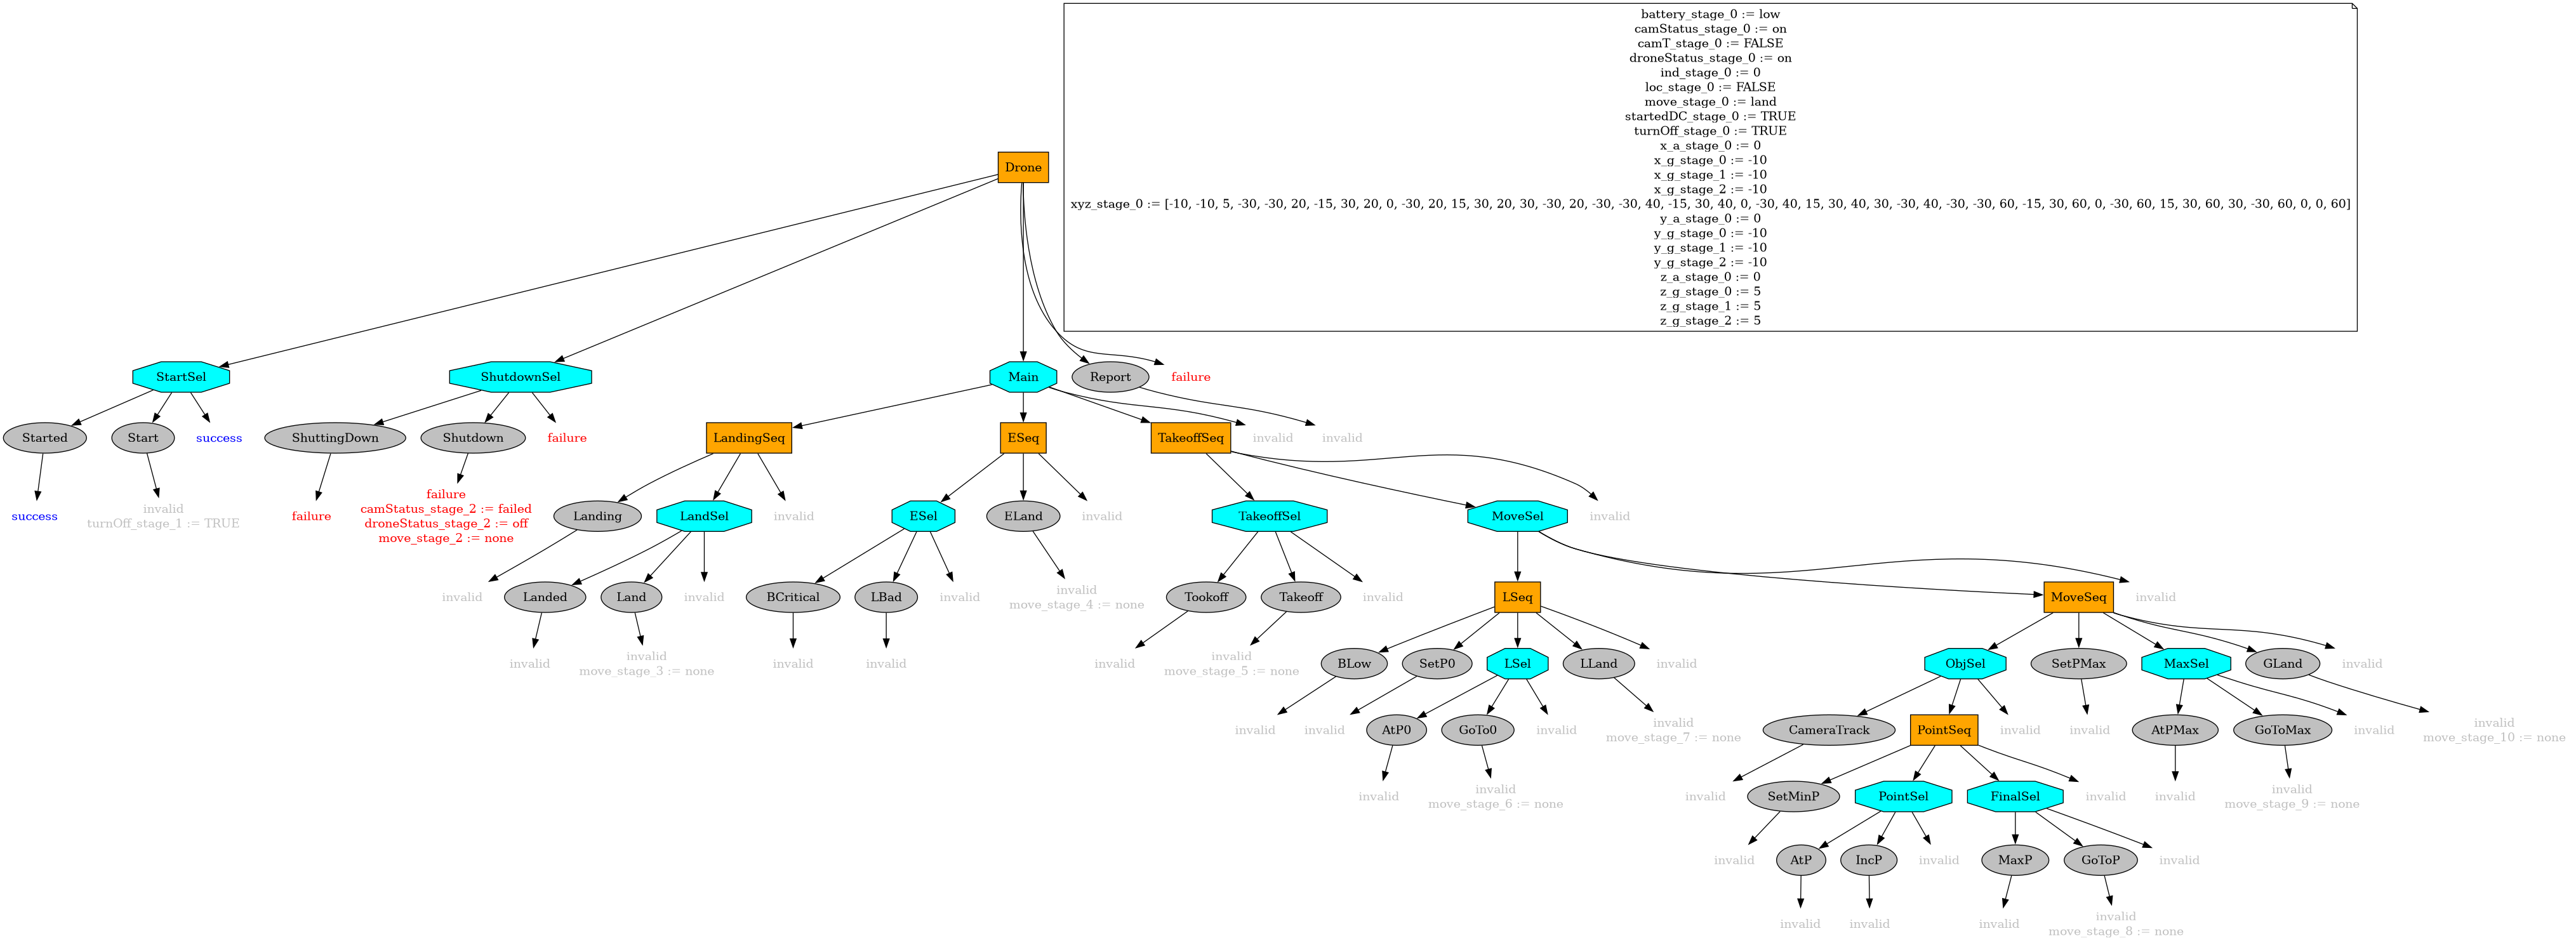 battery_stage_0 := low
camStatus_stage_0 := on
camT_stage_0 := FALSE
droneStatus_stage_0 := on
ind_stage_0 := 0
loc_stage_0 := FALSE
move_stage_0 := land
startedDC_stage_0 := TRUE
turnOff_stage_0 := TRUE
x_a_stage_0 := 0
x_g_stage_0 := -10
x_g_stage_1 := -10
x_g_stage_2 := -10
xyz_stage_0 := [-10, -10, 5, -30, -30, 20, -15, 30, 20, 0, -30, 20, 15, 30, 20, 30, -30, 20, -30, -30, 40, -15, 30, 40, 0, -30, 40, 15, 30, 40, 30, -30, 40, -30, -30, 60, -15, 30, 60, 0, -30, 60, 15, 30, 60, 30, -30, 60, 0, 0, 60]
y_a_stage_0 := 0
y_g_stage_0 := -10
y_g_stage_1 := -10
y_g_stage_2 := -10
z_a_stage_0 := 0
z_g_stage_0 := 5
z_g_stage_1 := 5
z_g_stage_2 := 5
Drone
StartSel
ShutdownSel
Main
Report
failure
Started
Start
success
ShuttingDown
Shutdown
failure
LandingSeq
ESeq
TakeoffSeq
invalid
invalid
success
invalid
turnOff_stage_1 := TRUE
failure
failure
camStatus_stage_2 := failed
droneStatus_stage_2 := off
move_stage_2 := none
Landing
LandSel
invalid
ESel
ELand
invalid
TakeoffSel
MoveSel
invalid
invalid
Landed
Land
invalid
BCritical
LBad
invalid
invalid
move_stage_4 := none
Tookoff
Takeoff
invalid
LSeq
MoveSeq
invalid
invalid
invalid
move_stage_3 := none
invalid
invalid
invalid
invalid
move_stage_5 := none
BLow
SetP0
LSel
LLand
invalid
ObjSel
SetPMax
MaxSel
GLand
invalid
invalid
invalid
AtP0
GoTo0
invalid
invalid
move_stage_7 := none
CameraTrack
PointSeq
invalid
invalid
AtPMax
GoToMax
invalid
invalid
move_stage_10 := none
invalid
invalid
move_stage_6 := none
invalid
SetMinP
PointSel
FinalSel
invalid
invalid
invalid
move_stage_9 := none
invalid
AtP
IncP
invalid
MaxP
GoToP
invalid
invalid
invalid
invalid
invalid
move_stage_8 := none